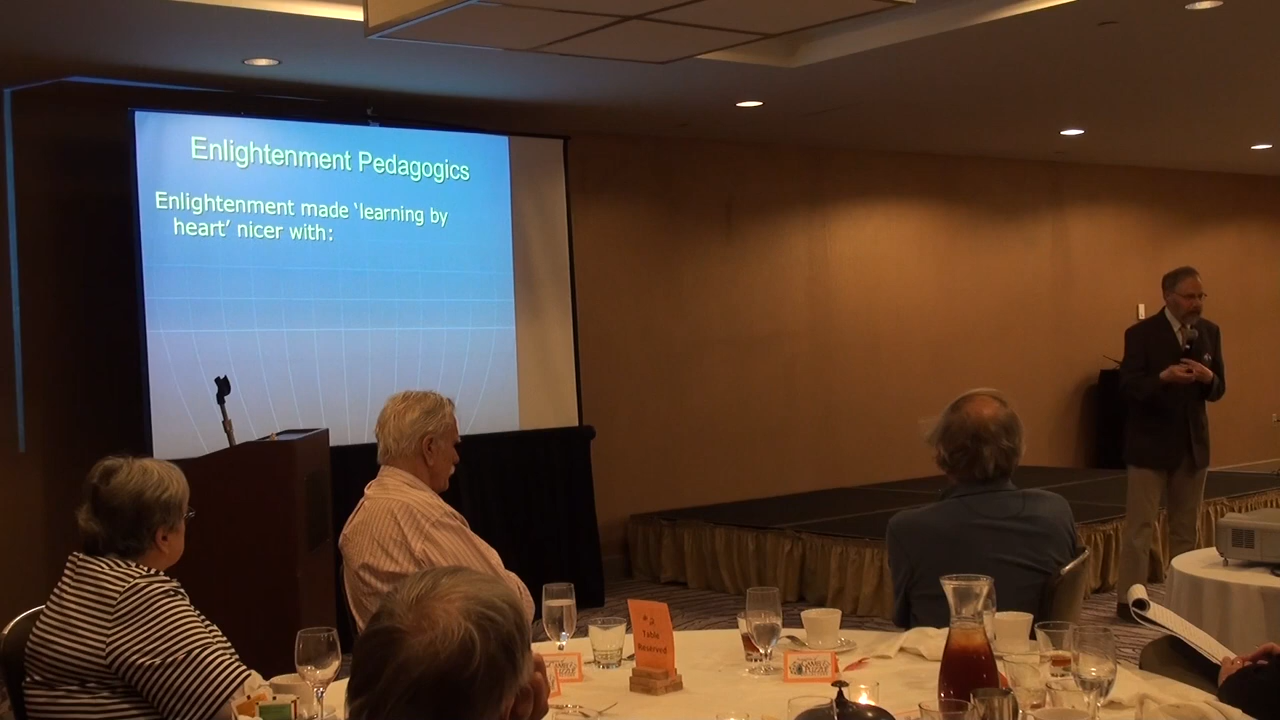 Enlightenment Pedagogics
Enlightenment made ‘learning by
heart’ nicer with:
Table
Reserved